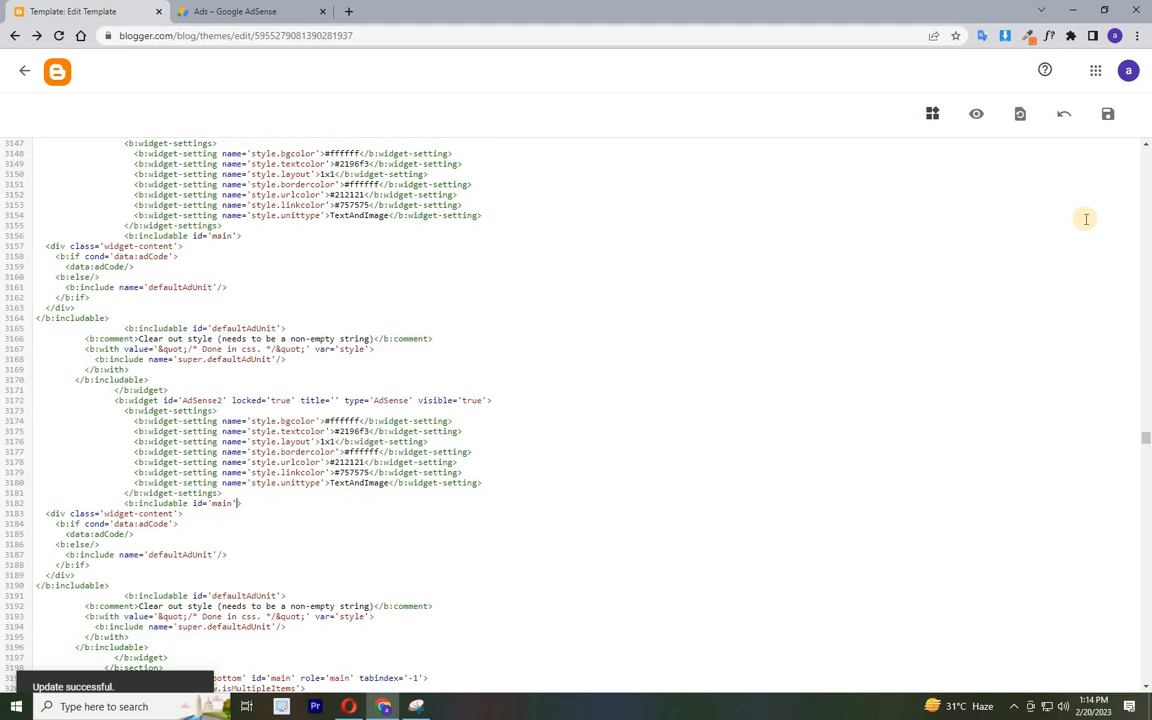 Template: Edit Template
Ads – Google AdSense
blogger.com/blog/themes/edit/5955279081390281937
a
a
3147 <b:widget-settings>
3148 <b:widget-setting name='style.bgcolor'>#ffffff</b:widget-setting>
3149 <b:widget-setting name='style.textcolor'>#2196f3</b:widget-setting>
3150 <b:widget-setting name='style.layout'>1x1</b:widget-setting>
3151 <b:widget-setting name='style.bordercolor'>#ffffff</b:widget-setting>
3152 <b:widget-setting name='style.urlcolor'>#212121</b:widget-setting>
3153 <b:widget-setting name='style.linkcolor'>#757575</b:widget-setting>
3154 <b:widget-setting name='style.unittype'>TextAndImage</b:widget-setting>
3155 </b:widget-settings>
3156 <b:includable id='main'>
3157 <div class='widget-content'>
3158 <b:if cond='data:adCode'>
3159 <data:adCode/>
3160 <b:else/>
3161 <b:include name='defaultAdUnit'/>
3162 </b:if>
3163 </div>
3164 </b:includable>
3165 <b:includable id='defaultAdUnit'>
3166 <b:comment>Clear out style (needs to be a non-empty string)</b:comment>
3167 <b:with value='&quot;/* Done in css. */&quot;' var='style'>
3168 <b:include name='super.defaultAdUnit'/>
3169 </b:with>
3170 </b:includable>
3171 </b:widget>
3172 <b:widget id='AdSense2' locked='true' title='' type='AdSense' visible='true'>
3173 <b:widget-settings>
3174 <b:widget-setting name='style.bgcolor'>#ffffff</b:widget-setting>
3175 <b:widget-setting name='style.textcolor'>#2196f3</b:widget-setting>
3176 <b:widget-setting name='style.layout'>1x1</b:widget-setting>
3177 <b:widget-setting name='style.bordercolor'>#ffffff</b:widget-setting>
3178 <b:widget-setting name='style.urlcolor'>#212121</b:widget-setting>
3179 <b:widget-setting name='style.linkcolor'>#757575</b:widget-setting>
3180 <b:widget-setting name='style.unittype'>TextAndImage</b:widget-setting>
3181 </b:widget-settings>
3182 <b:includable id='main'>
3183 <div class='widget-content'>
3184 <b:if cond='data:adCode'>
3185 <data:adCode/>
3186 <b:else/>
3187 <b:include name='defaultAdUnit'/>
3188 </b:if>
3189 </div>
3190 </b:includable>
3191 <b:includable id='defaultAdUnit'>
3192 <b:comment>Clear out style (needs to be a non-empty string)</b:comment>
3193 <b:with value='&quot;/* Done in css. */&quot;' var='style'>
3194 <b:include name='super.defaultAdUnit'/>
3195 </b:with>
3196 </b:includable>
3197 </b:widget>
3198 </b:section>
bottom' id='main' role='main' tabindex='-1'>
.isMultipleItems'>
Update successful.
Type here to search
Pr
31°C Haze
1:14 PM
2/20/2023